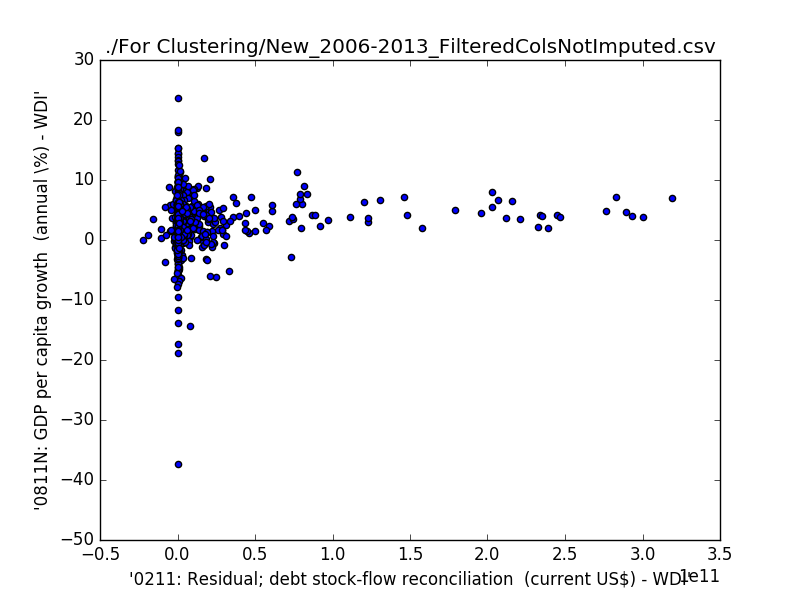 ./For Clustering/New_2006-2013_FilteredColsNotImputed.csv
30
20
10
0
−10
−20
−30
−40
−50
'0811N: GDP per capita growth  (annual \%) - WDI'
−0.5 0.0 0.5 1.0 1.5 2.0 2.5 3.0 3.5
1e11
'0211: Residual; debt stock-flow reconciliation  (current US$) - WDI'